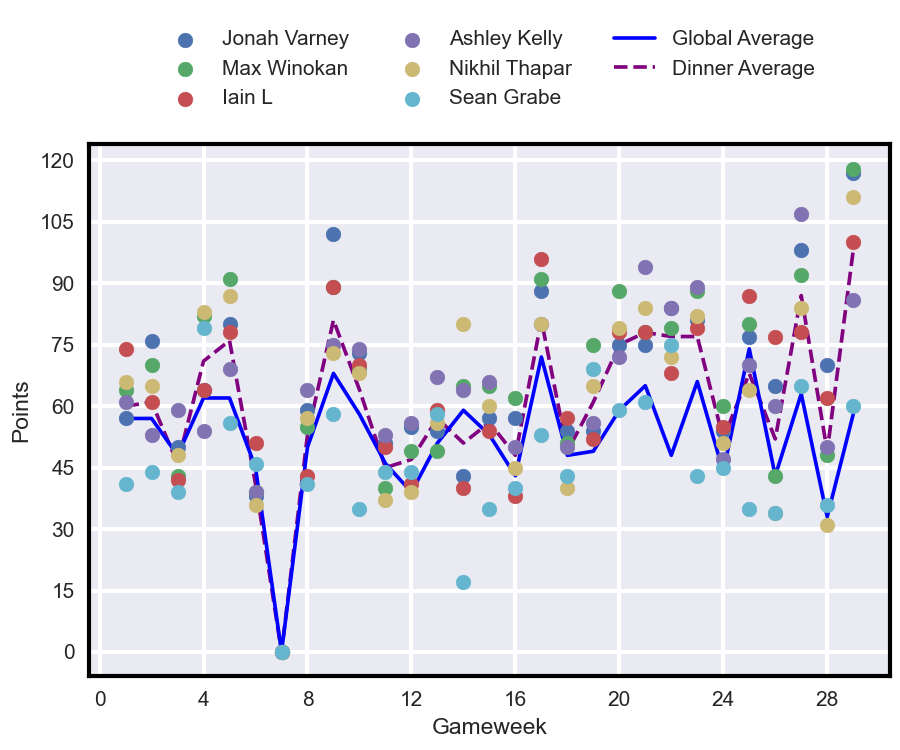 Jonah Varney Ashley Kelly Global Average
Max Winokan Nikhil Thapar Dinner Average
Iain L Sean Grabe
120
105
90
75
60
45
30
15
0
Points
0 4 8 12 16 20 24 28
Gameweek